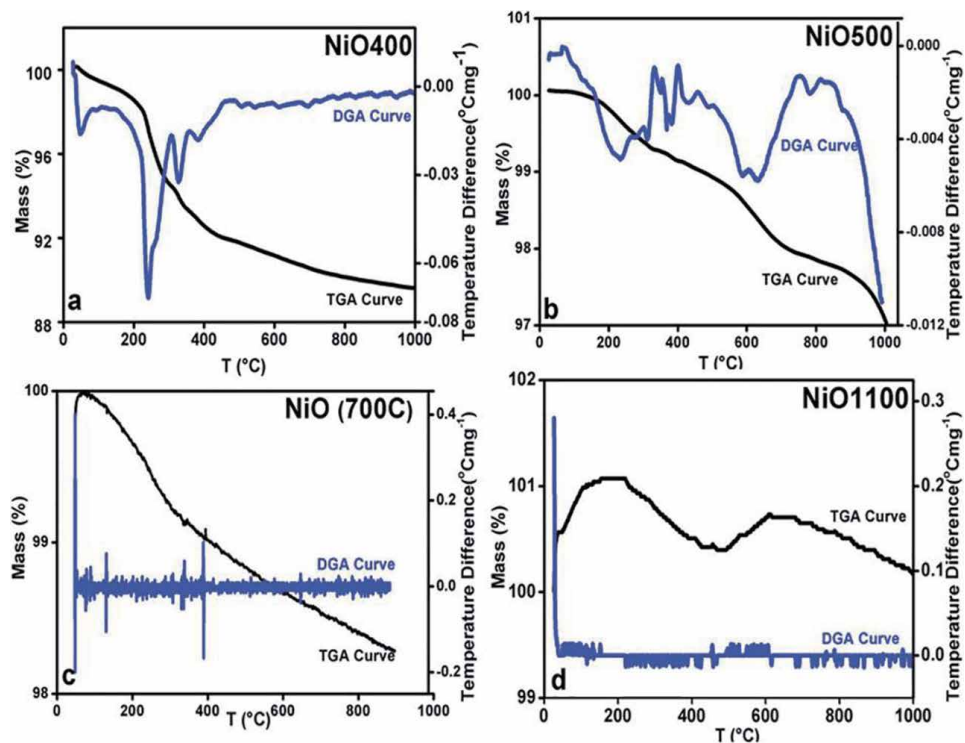 NiO400
100
96
92
88
0.00
-0.03
-0.06
-0.08
Mass (%)
Temperature Difference(°Cmg-1)
DGA Curve
TGA Curve
a
0 200 400 600 800 1000
T (°C)
NiO500
101
100
99
98
97
0.000
-0.004
-0.008
-0.012
Mass (%)
Temperature Difference(°Cmg-1)
DGA Curve
TGA Curve
b
0 200 400 600 800 1000
T (°C)
NiO (700C)
100
99
98
0.4
0.2
0.0
-0.2
Mass (%)
Temperature Difference(°Cmg-1)
DGA Curve
TGA Curve
c
0 200 400 600 800 1000
T (°C)
NiO1100
102
101
100
99
0.3
0.2
0.1
0.0
Mass (%)
Temperature Difference(°Cmg-1)
TGA Curve
DGA Curve
d
0 200 400 600 800 1000
T (°C)